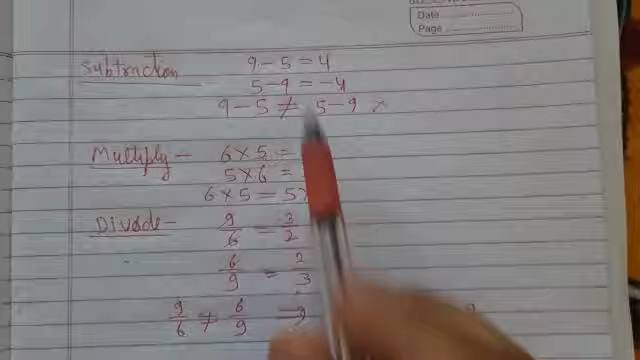 Date
Page
Subtraction 9 - 5 = 4
5 - 9 = -4
9 - 5 ≠ 5 - 9 ×
Multiply - 6 × 5 =
5 × 6 =
6 × 5 = 5
Divide - 9/6 = 3/2
6/9 = 2/3
9/6 ≠ 6/9